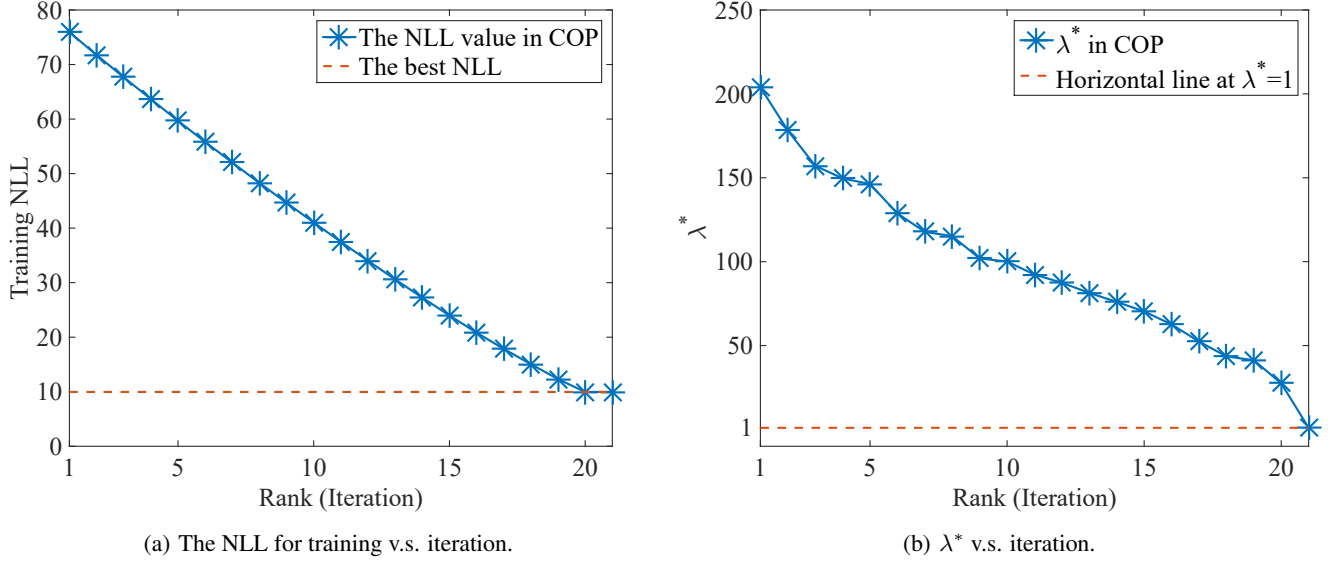 80
70
60
50
40
30
20
10
0
1
5
10
15
20
Training NLL
Rank (Iteration)
The NLL value in COP
The best NLL
(a) The NLL for training v.s. iteration.
250
200
150
100
50
1
1
5
10
15
20
λ*
Rank (Iteration)
λ* in COP
Horizontal line at λ*=1
(b) λ* v.s. iteration.